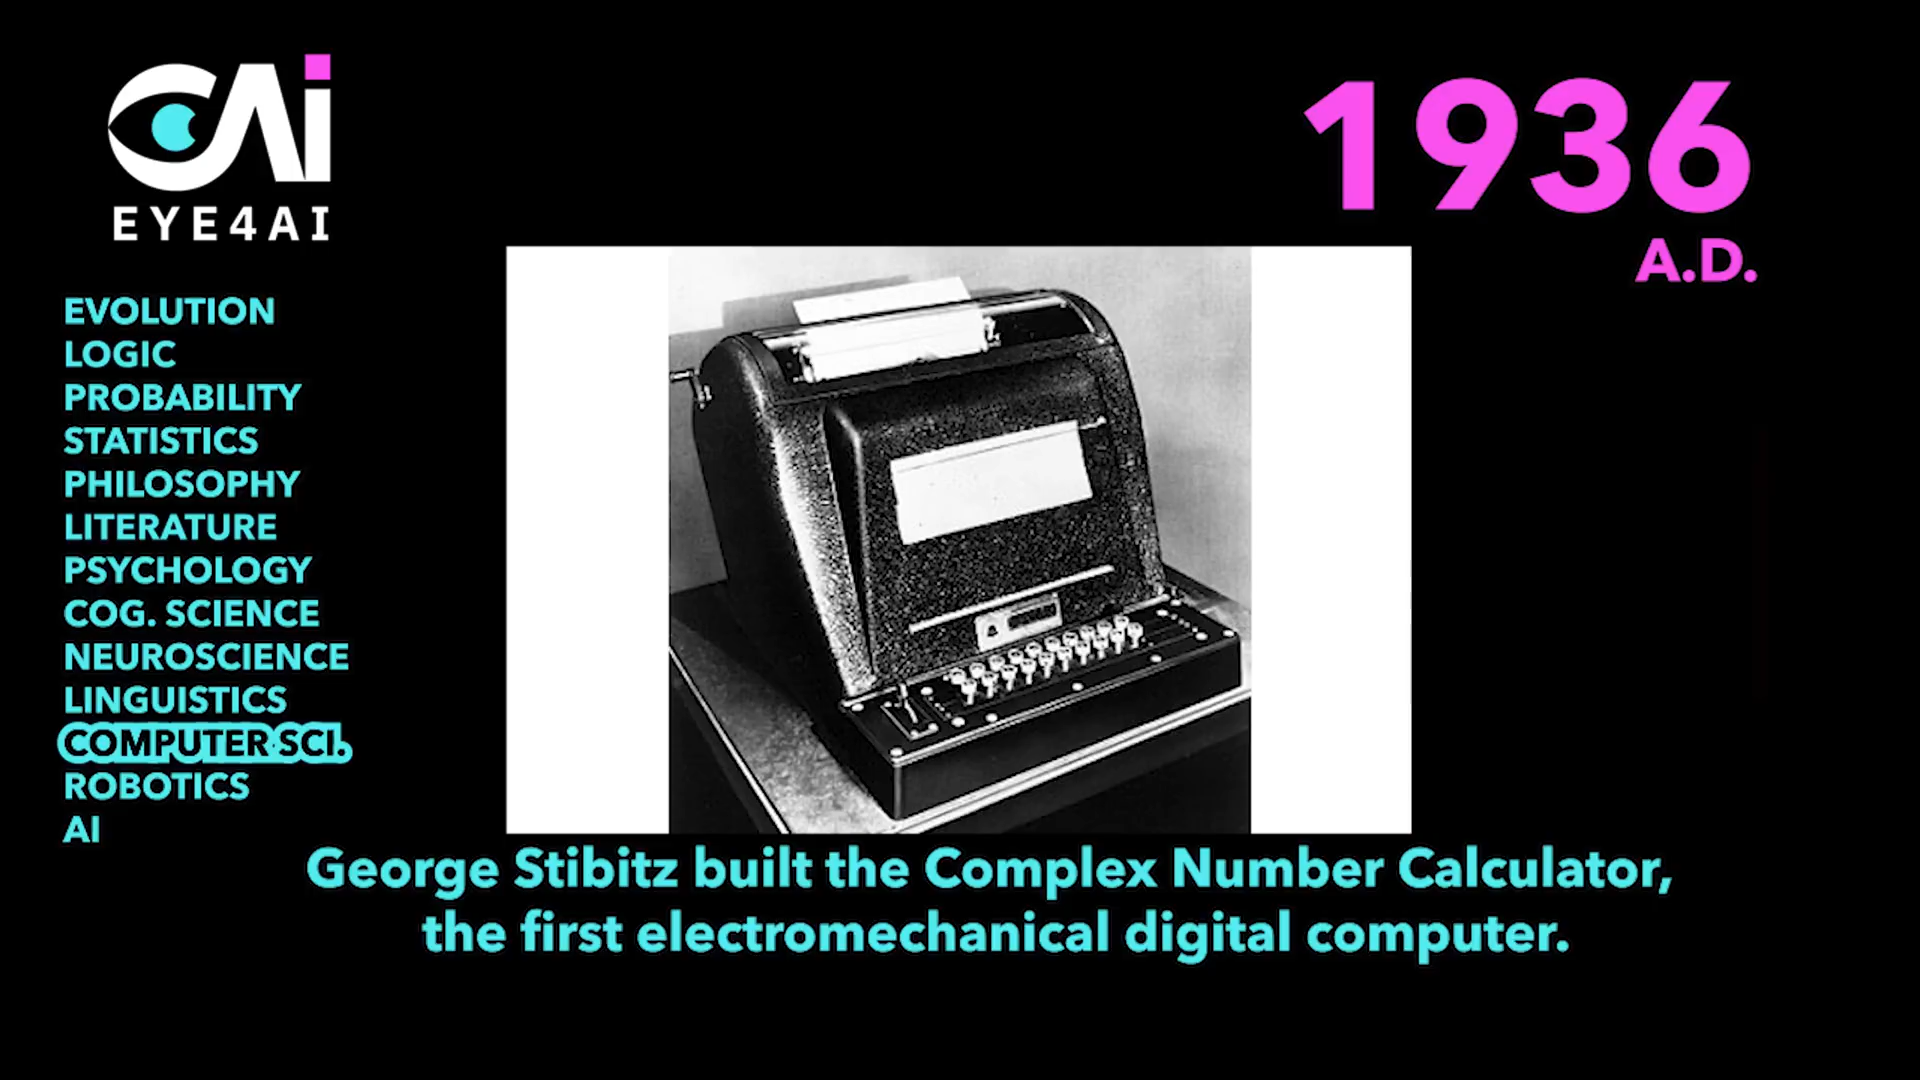 CAi
EYE4AI
1936
A.D.
EVOLUTION
LOGIC
PROBABILITY
STATISTICS
PHILOSOPHY
LITERATURE
PSYCHOLOGY
COG. SCIENCE
NEUROSCIENCE
LINGUISTICS
COMPUTER SCI.
ROBOTICS
AI
George Stibitz built the Complex Number Calculator,
the first electromechanical digital computer.